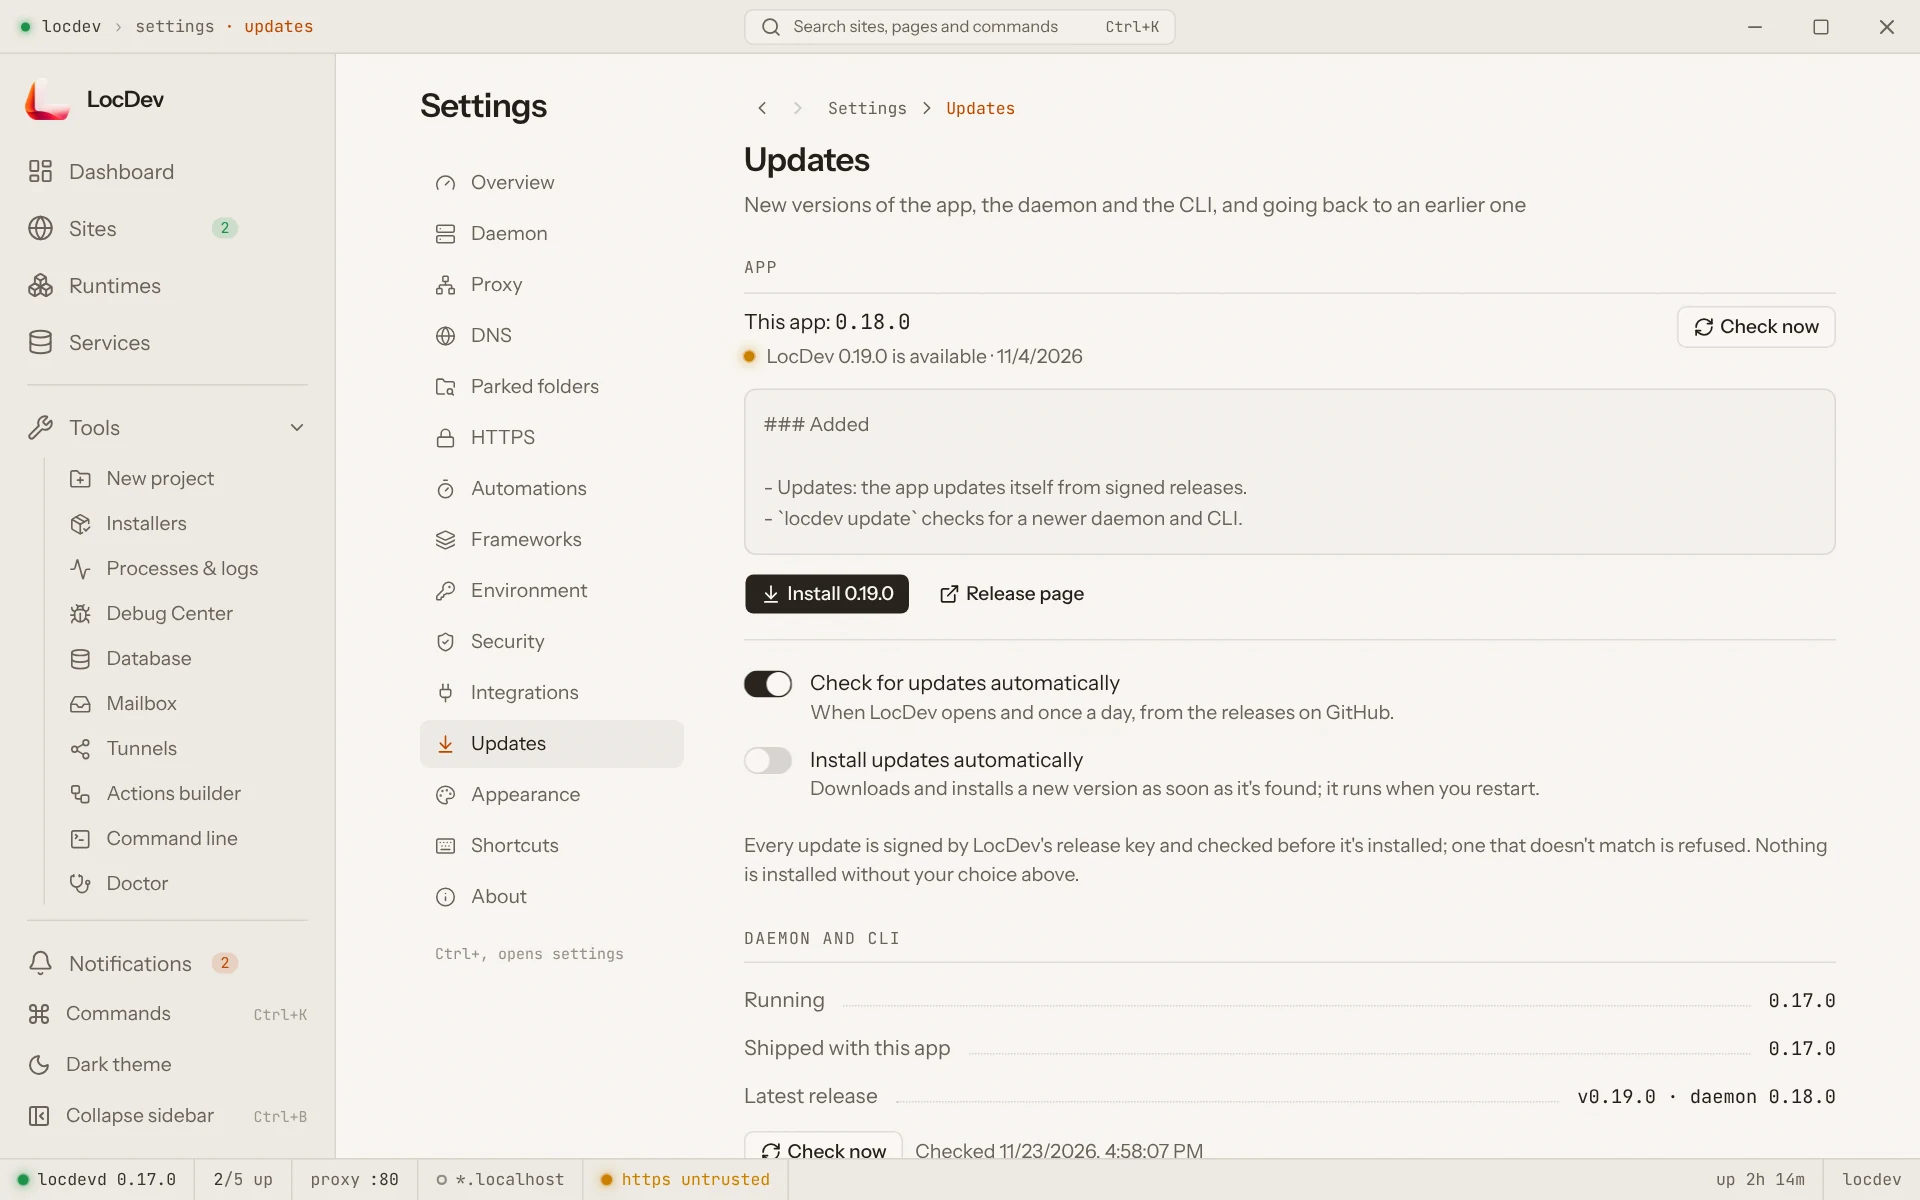 locdev › settings · updates
Search sites, pages and commands Ctrl+K
LocDev
Dashboard
Sites 2
Runtimes
Services
Tools
New project
Installers
Processes & logs
Debug Center
Database
Mailbox
Tunnels
Actions builder
Command line
Doctor
Notifications 2
Commands Ctrl+K
Dark theme
Collapse sidebar Ctrl+B
Settings
Overview
Daemon
Proxy
DNS
Parked folders
HTTPS
Automations
Frameworks
Environment
Security
Integrations
Updates
Appearance
Shortcuts
About
Ctrl+, opens settings
Settings > Updates
Updates
New versions of the app, the daemon and the CLI, and going back to an earlier one
APP
This app: 0.18.0
Check now
LocDev 0.19.0 is available · 11/4/2026
### Added
- Updates: the app updates itself from signed releases.
- `locdev update` checks for a newer daemon and CLI.
Install 0.19.0
Release page
Check for updates automatically
When LocDev opens and once a day, from the releases on GitHub.
Install updates automatically
Downloads and installs a new version as soon as it's found; it runs when you restart.
Every update is signed by LocDev's release key and checked before it's installed; one that doesn't match is refused. Nothing
is installed without your choice above.
DAEMON AND CLI
Running 0.17.0
Shipped with this app 0.17.0
Latest release v0.19.0 · daemon 0.18.0
Check now Checked 11/23/2026, 4:58:07 PM
locdevd 0.17.0 2/5 up proxy :80 *.localhost https untrusted up 2h 14m locdev